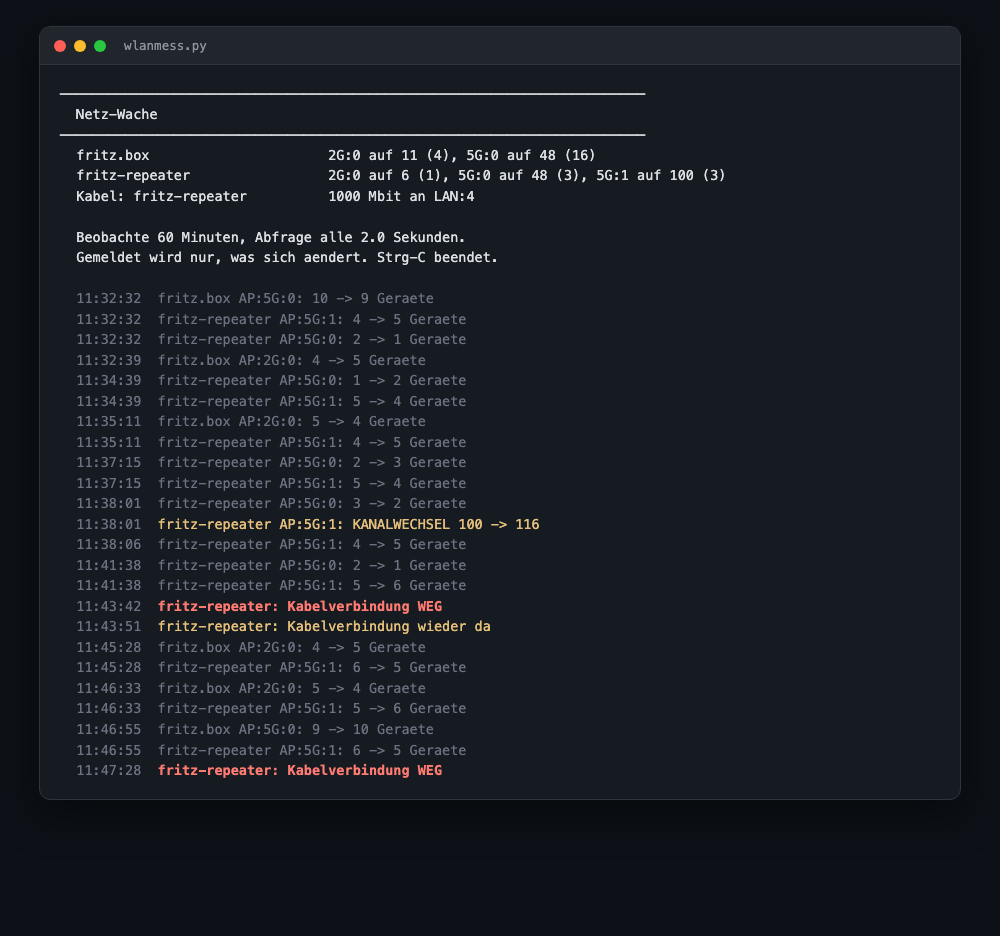 wlanmess.py
Netz-Wache
fritz.box 2G:0 auf 11 (4), 5G:0 auf 48 (16)
fritz-repeater 2G:0 auf 6 (1), 5G:0 auf 48 (3), 5G:1 auf 100 (3)
Kabel: fritz-repeater 1000 Mbit an LAN:4
Beobachte 60 Minuten, Abfrage alle 2.0 Sekunden.
Gemeldet wird nur, was sich aendert. Strg-C beendet.
11:32:32 fritz.box AP:5G:0: 10 -> 9 Geraete
11:32:32 fritz-repeater AP:5G:1: 4 -> 5 Geraete
11:32:32 fritz-repeater AP:5G:0: 2 -> 1 Geraete
11:32:39 fritz.box AP:2G:0: 4 -> 5 Geraete
11:34:39 fritz-repeater AP:5G:0: 1 -> 2 Geraete
11:34:39 fritz-repeater AP:5G:1: 5 -> 4 Geraete
11:35:11 fritz.box AP:2G:0: 5 -> 4 Geraete
11:35:11 fritz-repeater AP:5G:1: 4 -> 5 Geraete
11:37:15 fritz-repeater AP:5G:0: 2 -> 3 Geraete
11:37:15 fritz-repeater AP:5G:1: 5 -> 4 Geraete
11:38:01 fritz-repeater AP:5G:0: 3 -> 2 Geraete
11:38:01 fritz-repeater AP:5G:1: KANALWECHSEL 100 -> 116
11:38:06 fritz-repeater AP:5G:1: 4 -> 5 Geraete
11:41:38 fritz-repeater AP:5G:0: 2 -> 1 Geraete
11:41:38 fritz-repeater AP:5G:1: 5 -> 6 Geraete
11:43:42 fritz-repeater: Kabelverbindung WEG
11:43:51 fritz-repeater: Kabelverbindung wieder da
11:45:28 fritz.box AP:2G:0: 4 -> 5 Geraete
11:45:28 fritz-repeater AP:5G:1: 6 -> 5 Geraete
11:46:33 fritz.box AP:2G:0: 5 -> 4 Geraete
11:46:33 fritz-repeater AP:5G:1: 5 -> 6 Geraete
11:46:55 fritz.box AP:5G:0: 9 -> 10 Geraete
11:46:55 fritz-repeater AP:5G:1: 6 -> 5 Geraete
11:47:28 fritz-repeater: Kabelverbindung WEG